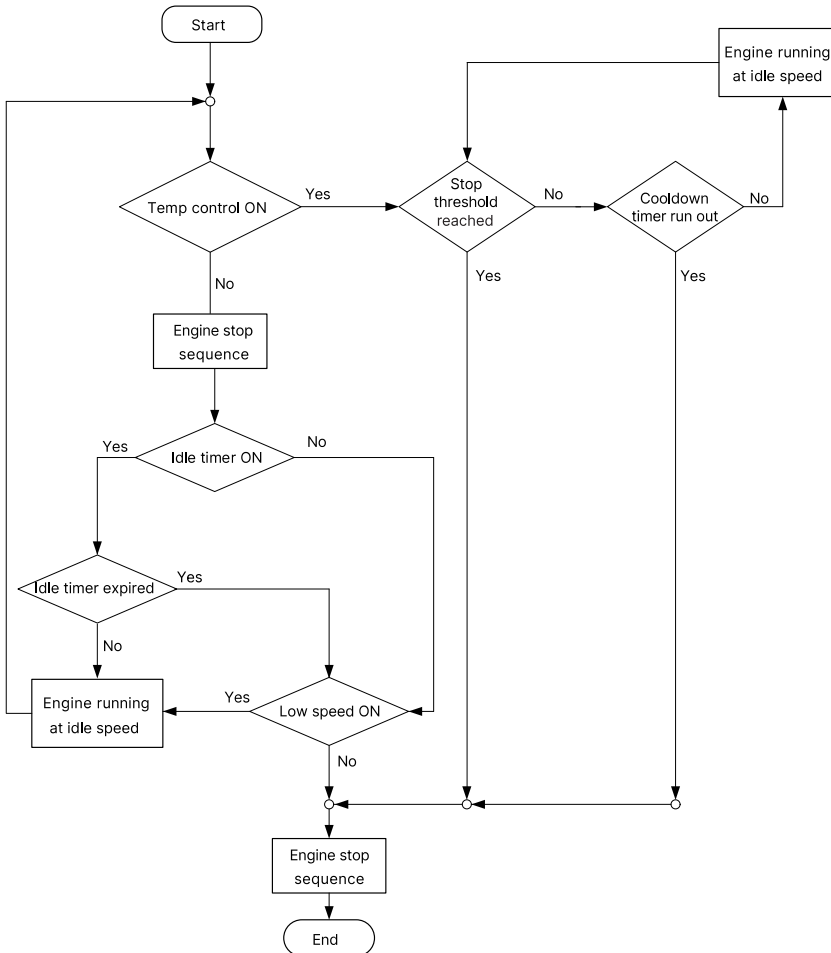 Start
Engine running
at idle speed
Temp control ON
Yes
Stop
threshold
reached
No
Cooldown
timer run out
No
No
Yes
Yes
Engine stop
sequence
Yes
Idle timer ON
No
Idle timer expired
Yes
No
Engine running
at idle speed
Yes
Low speed ON
No
Engine stop
sequence
End